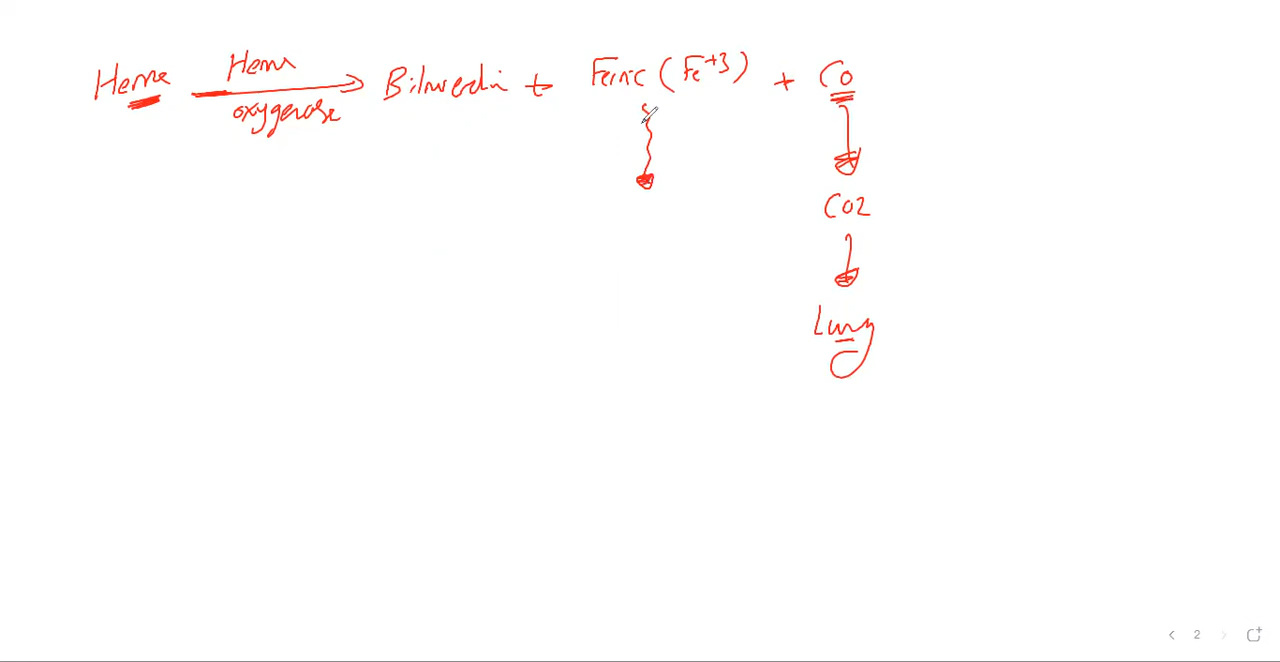 Heme Heme oxygenase Biliverdin + Ferric (Fe+3) + CO
CO2
Lung
2